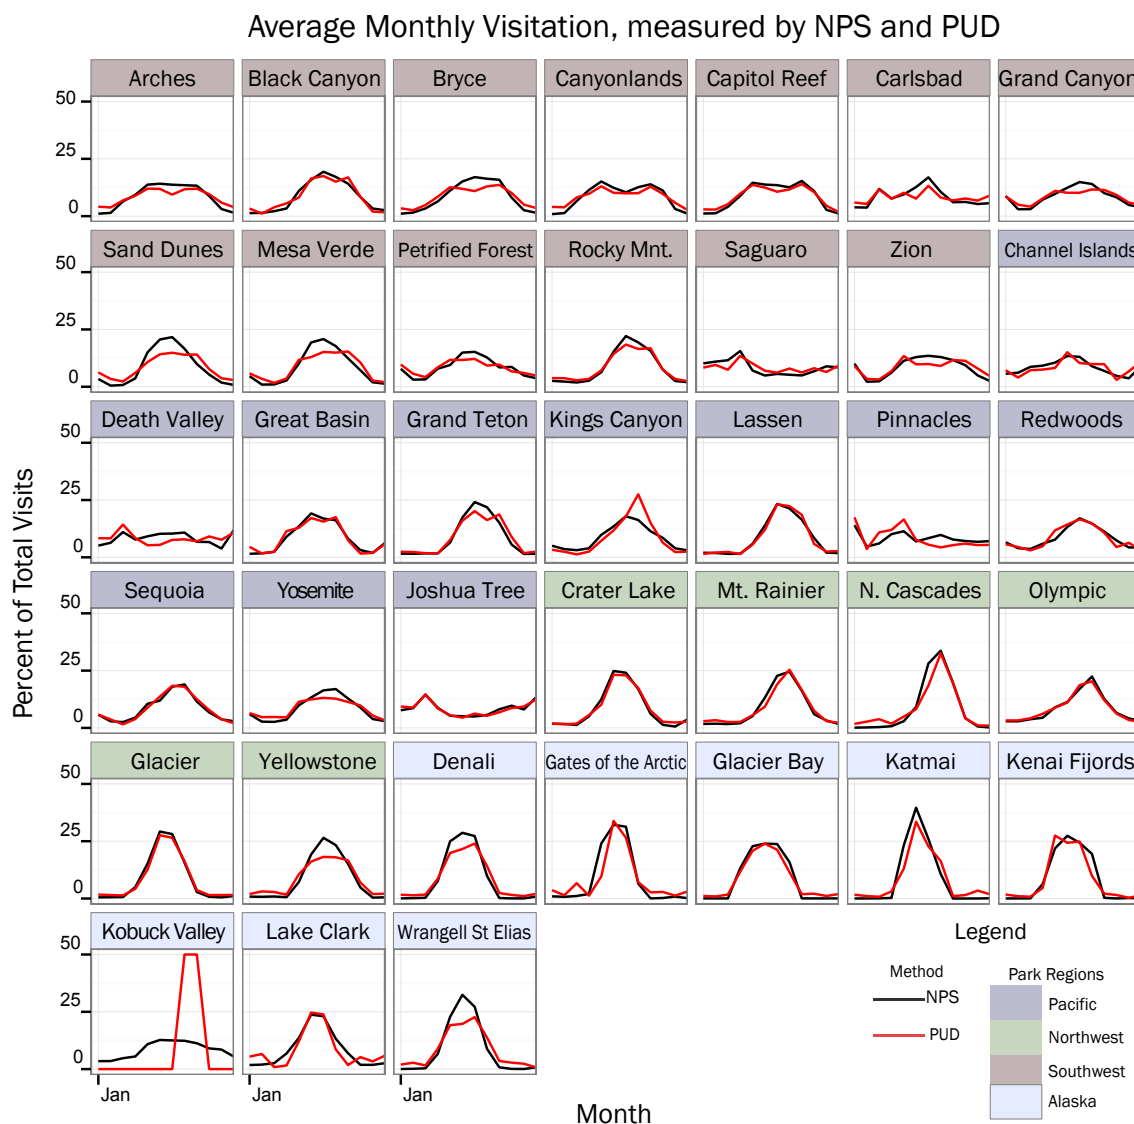 Average Monthly Visitation, measured by NPS and PUD
Arches Black Canyon Bryce Canyonlands Capitol Reef Carlsbad Grand Canyon
50
25
0
Sand Dunes Mesa Verde Petrified Forest Rocky Mnt. Saguaro Zion Channel Islands
50
25
0
Death Valley Great Basin Grand Teton Kings Canyon Lassen Pinnacles Redwoods
50
25
0
Sequoia Yosemite Joshua Tree Crater Lake Mt. Rainier N. Cascades Olympic
50
25
0
Glacier Yellowstone Denali Gates of the Arctic Glacier Bay Katmai Kenai Fijords
50
25
0
Kobuck Valley Lake Clark Wrangell St Elias
50
25
0
Jan Jan Jan
Month
Percent of Total Visits
Legend
Method
NPS
PUD
Park Regions
Pacific
Northwest
Southwest
Alaska